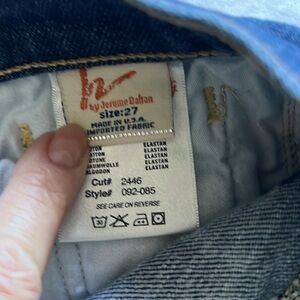 by Jerome Dahan
size:27
MADE IN U.S.A.
IMPORTED FABRIC
ELASTAN
ELASTAN
ELASTAN
ELASTAN
ALGODON ELASTAN
Cut# 2446
Style# 092-085
SEE CARE ON REVERSE